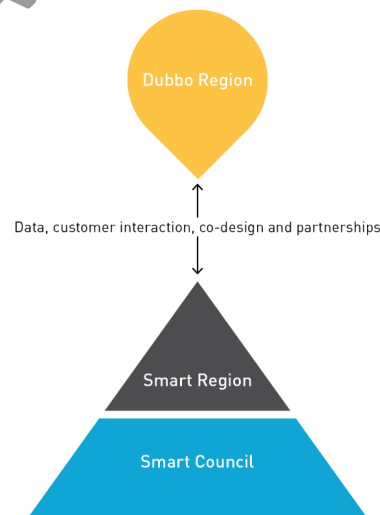 Dubbo Region
Data, customer interaction, co-design and partnerships
Smart Region
Smart Council